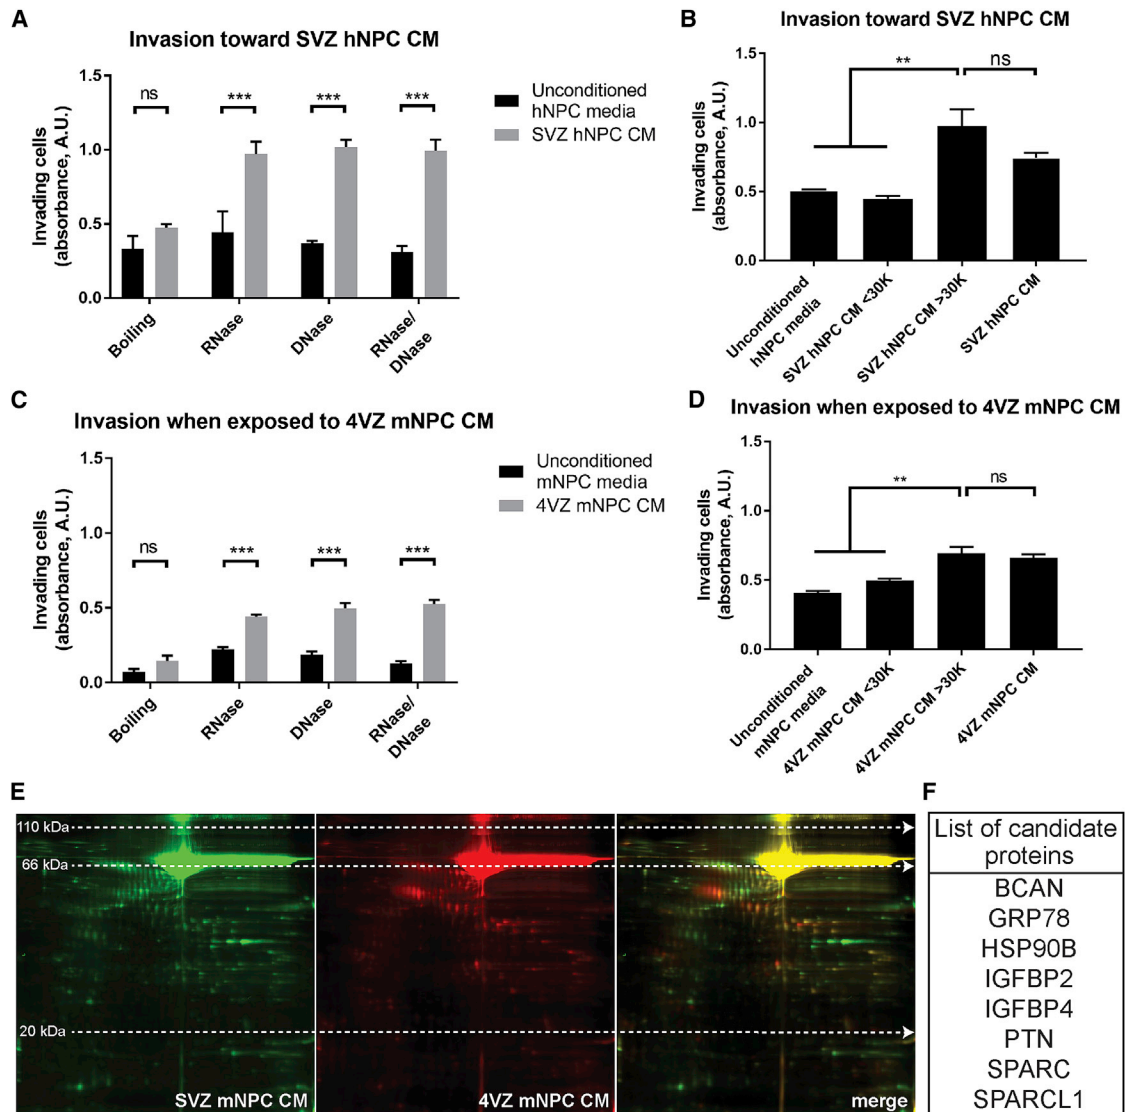 A
Invasion toward SVZ hNPC CM
Invading cells
(absorbance, A.U.)
1.5
1.0
0.5
0.0
ns
***
***
***
Boiling
RNase
DNase
RNase/
DNase
Unconditioned
hNPC media
SVZ hNPC CM
B
Invasion toward SVZ hNPC CM
Invading cells
(absorbance, A.U.)
1.5
1.0
0.5
0.0
**
ns
Unconditioned
hNPC media
SVZ hNPC CM <30K
SVZ hNPC CM >30K
SVZ hNPC CM
C
Invasion when exposed to 4VZ mNPC CM
Invading cells
(absorbance, A.U.)
1.5
1.0
0.5
0.0
ns
***
***
***
Boiling
RNase
DNase
RNase/
DNase
Unconditioned
mNPC media
4VZ mNPC CM
D
Invasion when exposed to 4VZ mNPC CM
Invading cells
(absorbance, A.U.)
1.5
1.0
0.5
0.0
**
ns
Unconditioned
mNPC media
4VZ mNPC CM <30K
4VZ mNPC CM >30K
4VZ mNPC CM
E
110 kDa
66 kDa
20 kDa
SVZ mNPC CM
4VZ mNPC CM
merge
F
List of candidate
proteins
BCAN
GRP78
HSP90B
IGFBP2
IGFBP4
PTN
SPARC
SPARCL1